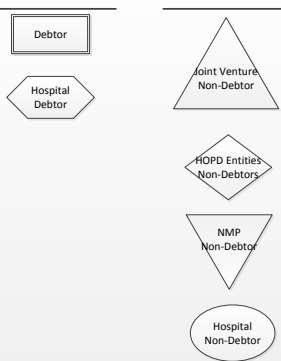 Debtor
Hospital
Debtor
Joint Venture
Non-Debtor
HOPD Entities
Non-Debtors
NMP
Non-Debtor
Hospital
Non-Debtor